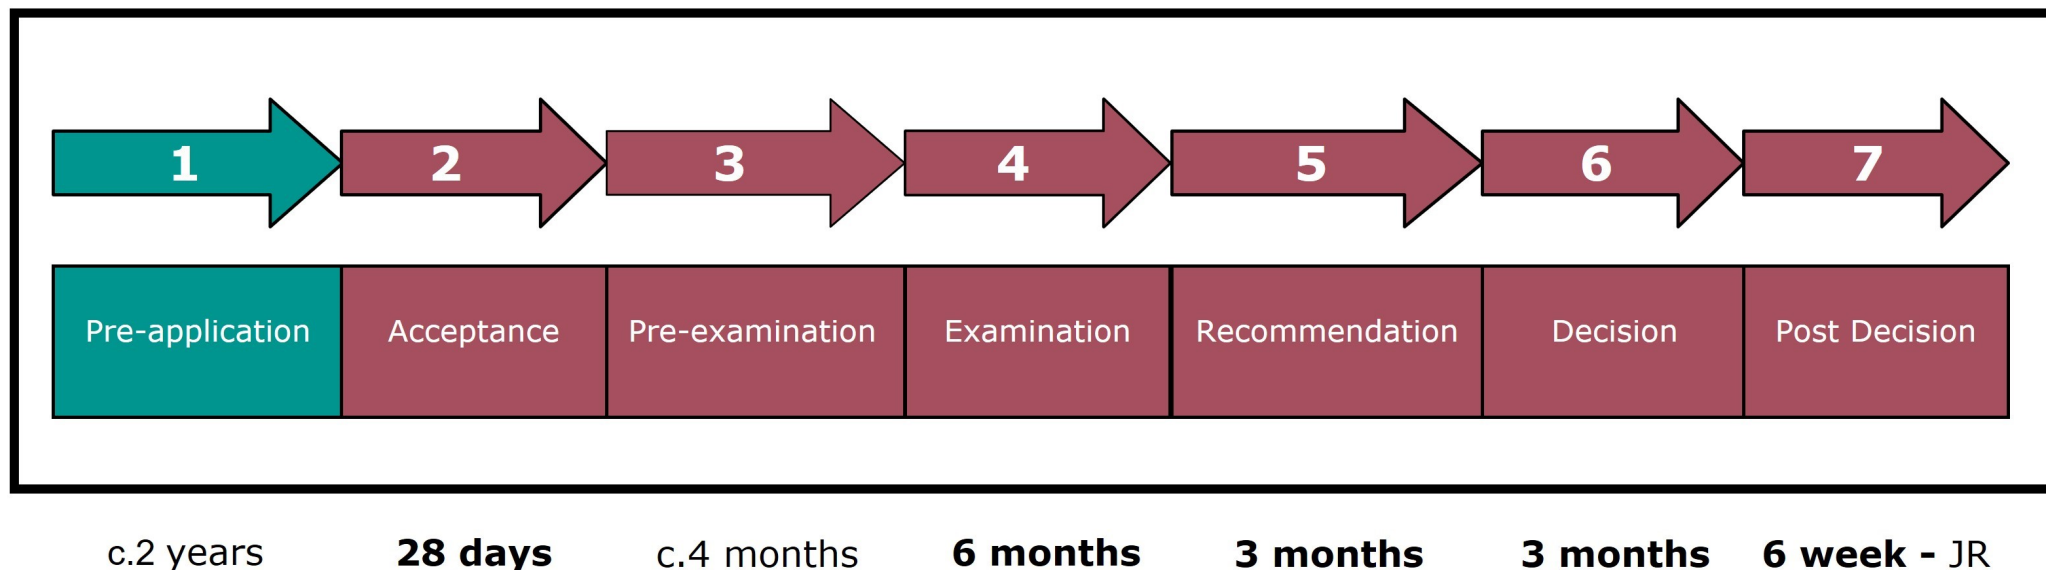 1 2 3 4 5 6 7
Pre-application Acceptance Pre-examination Examination Recommendation Decision Post Decision
c.2 years 28 days c.4 months 6 months 3 months 3 months 6 week - JR